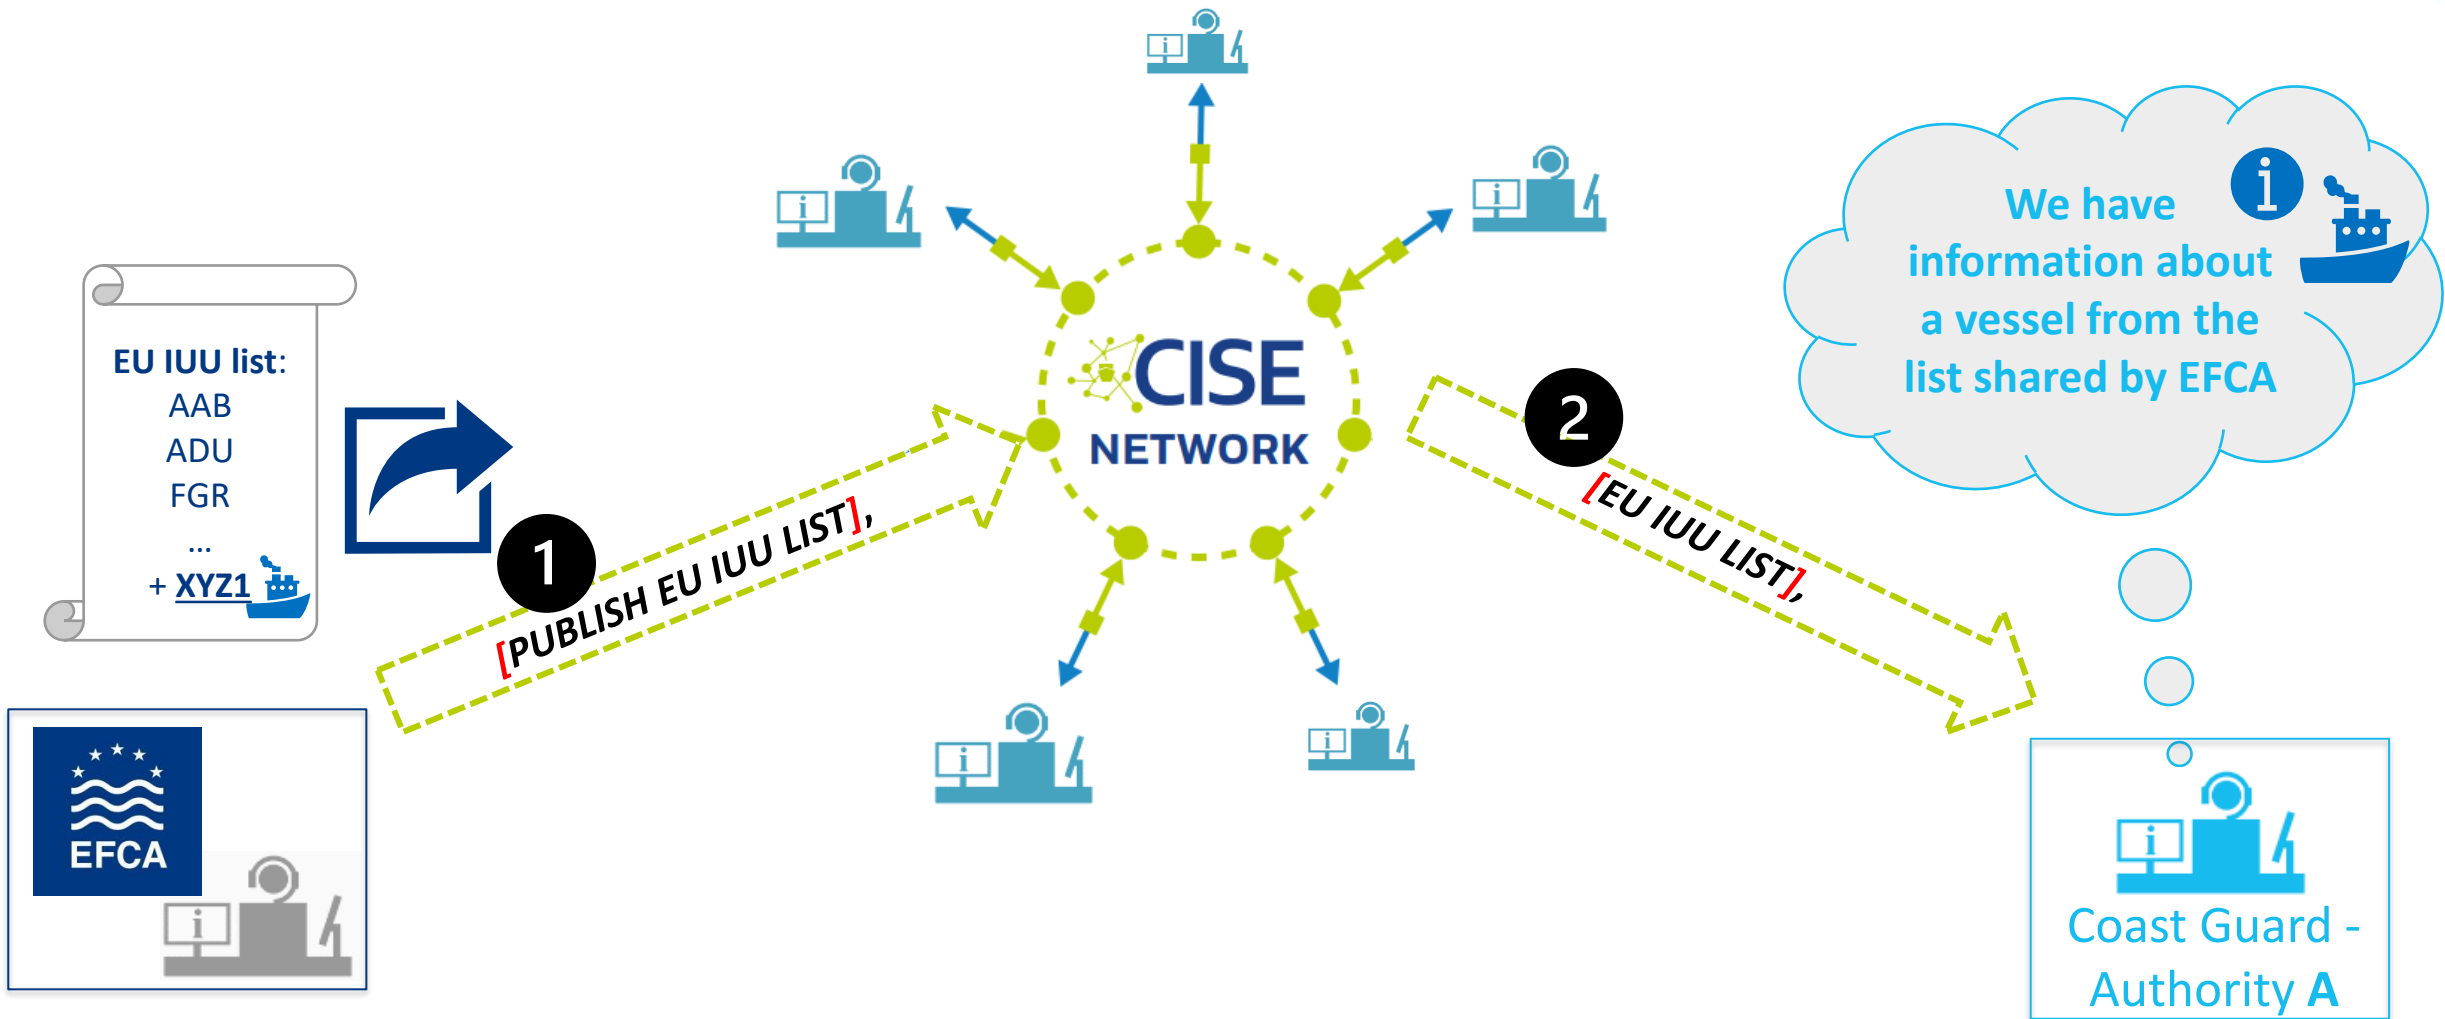 EU IUU list:
AAB
ADU
FGR
...
+ XYZ1
EFCA
1
[PUBLISH EU IUU LIST],
CISE
NETWORK
2
[EU IUU LIST],
We have
information about
a vessel from the
list shared by EFCA
i
i
i
i
i
i
i
i
Coast Guard -
Authority A